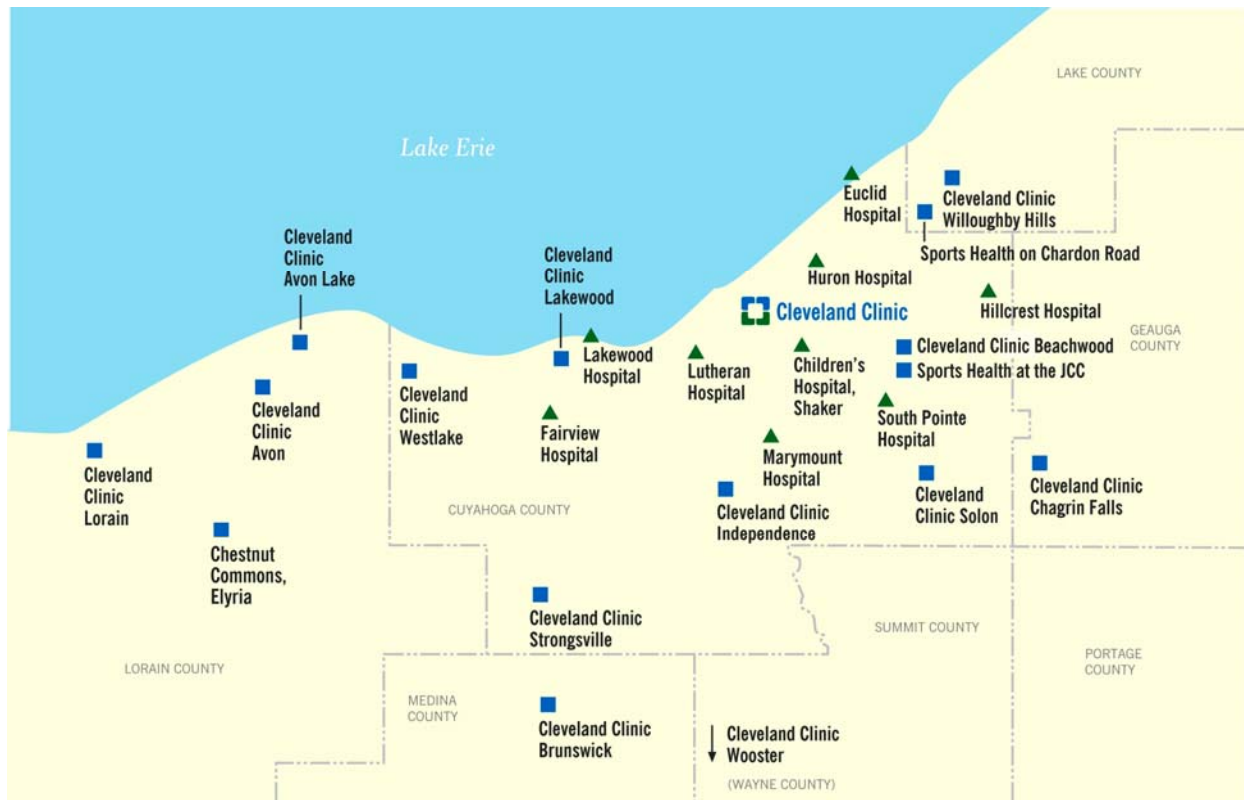 LAKE COUNTY
Lake Erie
Euclid
Hospital
Cleveland Clinic
Willoughby Hills
Sports Health on Chardon Road
Cleveland
Clinic
Avon Lake
Cleveland
Clinic
Lakewood
Huron Hospital
Cleveland Clinic
Hillcrest Hospital
GEAUGA
COUNTY
Cleveland Clinic Beachwood
Sports Health at the JCC
Lakewood
Hospital
Lutheran
Hospital
Children's
Hospital,
Shaker
Cleveland
Clinic
Westlake
Cleveland
Clinic
Avon
Fairview
Hospital
South Pointe
Hospital
Marymount
Hospital
Cleveland
Clinic
Lorain
Cleveland
Clinic Solon
Cleveland Clinic
Chagrin Falls
CUYAHOGA COUNTY
Cleveland Clinic
Independence
Chestnut
Commons,
Elyria
Cleveland Clinic
Strongsville
SUMMIT COUNTY
PORTAGE
COUNTY
LORAIN COUNTY
MEDINA
COUNTY
Cleveland Clinic
Brunswick
Cleveland Clinic
Wooster
(WAYNE COUNTY)